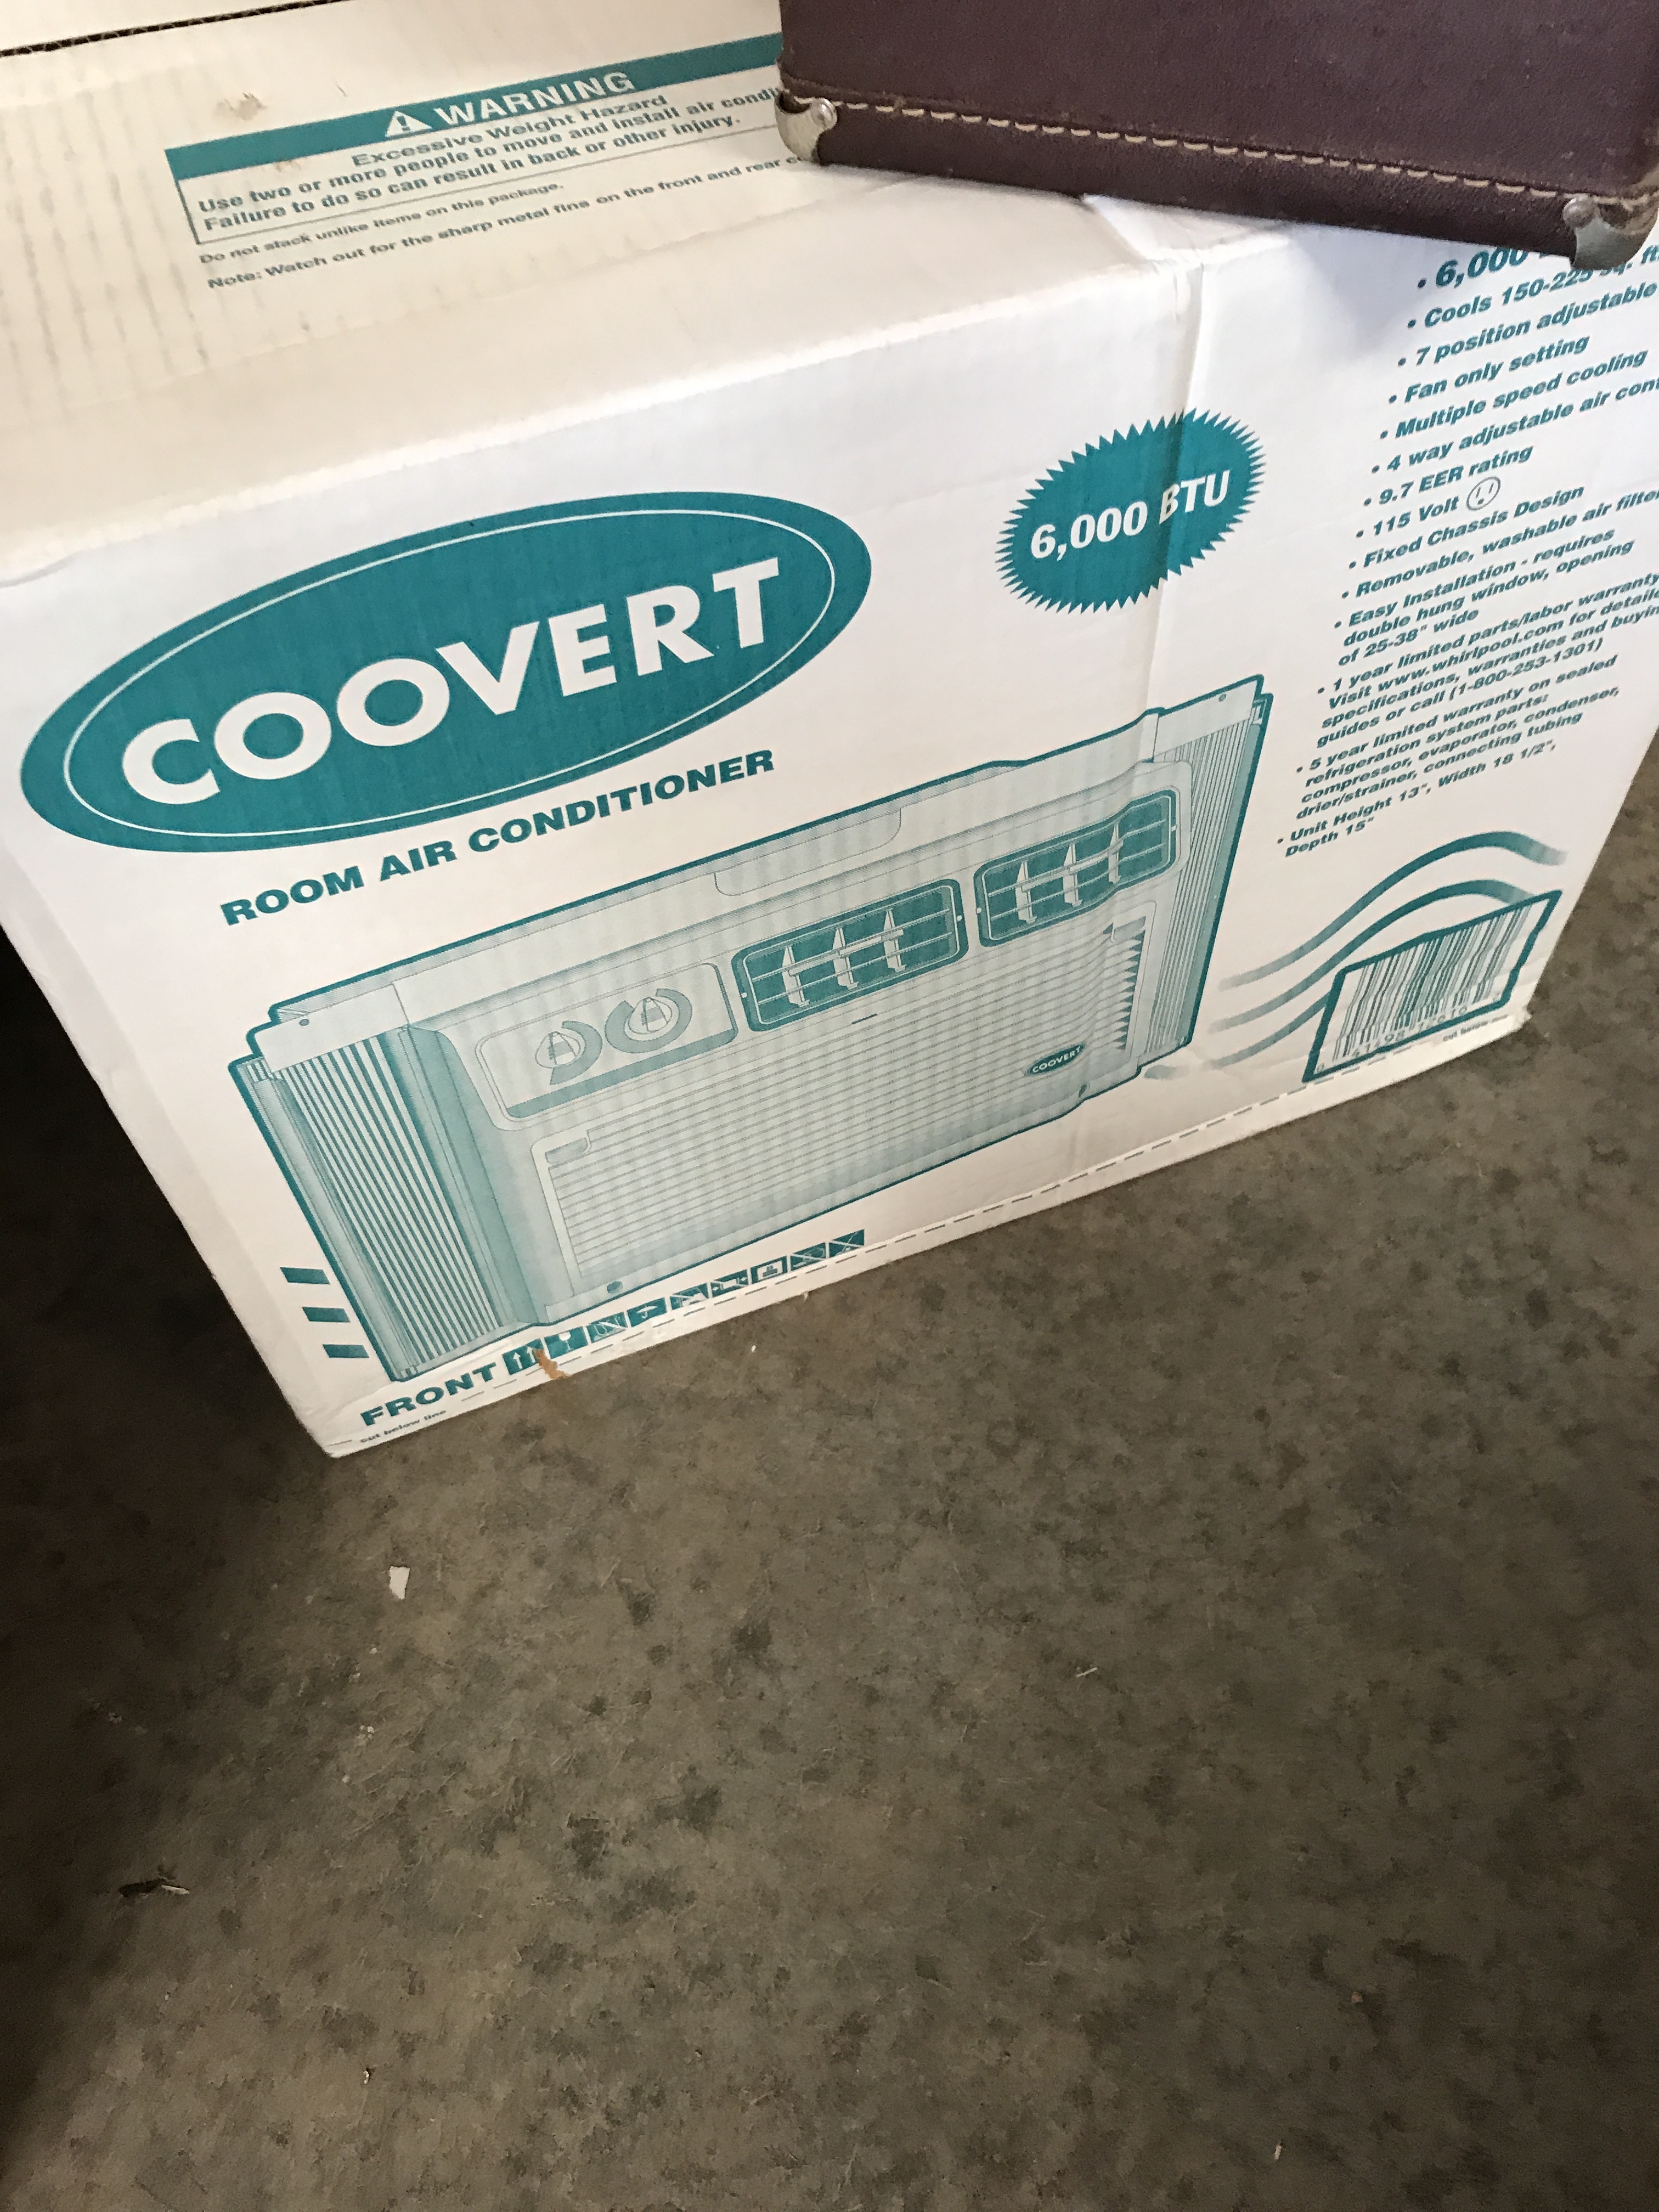 WARNING
Excessive Weight Hazard
Use two or more people to move and install air
Failure to do so can result in back or other injury.
Do not stack unlike items on this package.
Note: Watch out for the sharp metal fins on the front and rear
COOVERT
ROOM AIR CONDITIONER
6,000 BTU
• 6,000
• Cools 150-225 sq. ft.
• 7 position adjustable
• Fan only setting
• Multiple speed cooling
• 4 way adjustable air
• 9.7 EER rating
• 115 Volt
• Fixed Chassis Design
• Removable, washable air
• Easy Installation - requires
double hung window, opening
of 25-38" wide
• 1 year limited parts/labor warranty
Visit www.whirlpool.com for
specifications, warranties and
guides or call (1-800-253-1301)
• 5 year limited warranty on sealed
refrigeration system parts:
compressor, evaporator, condenser,
drier/strainer, connecting tubing
• Unit Height 13", Width 18 1/2",
Depth 15"
COOVERT
FRONT
cut below line
cut below